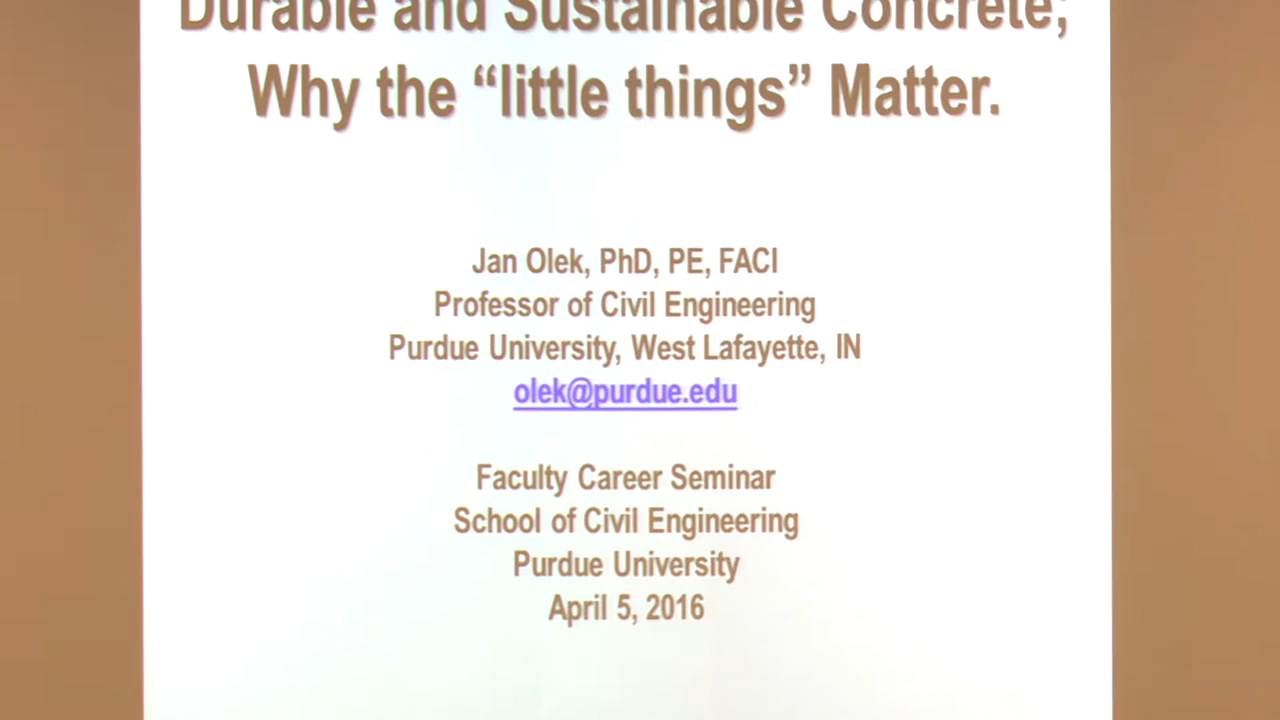 Durable and Sustainable Concrete;
Why the “little things” Matter.
Jan Olek, PhD, PE, FACI
Professor of Civil Engineering
Purdue University, West Lafayette, IN
olek@purdue.edu
Faculty Career Seminar
School of Civil Engineering
Purdue University
April 5, 2016